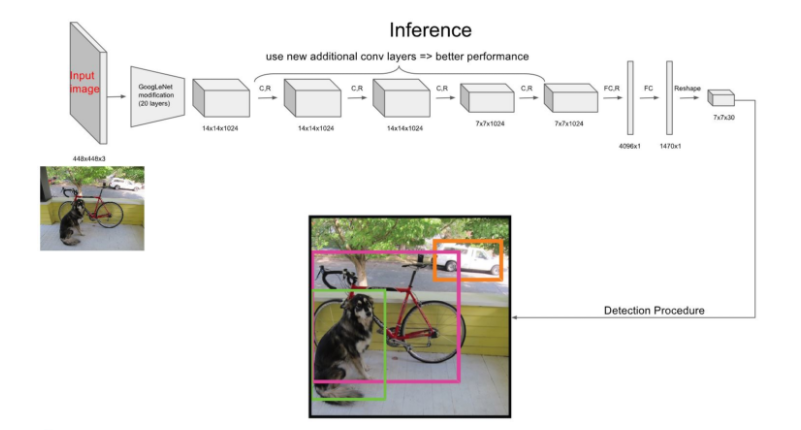 Inference
use new additional conv layers => better performance
Input
image
GoogLeNet
modification
(20 layers)
C,R
C,R
C,R
C,R
FC,R
FC
Reshape
448x448x3
14x14x1024
14x14x1024
14x14x1024
7x7x1024
7x7x1024
4096x1
1470x1
7x7x30
Detection Procedure